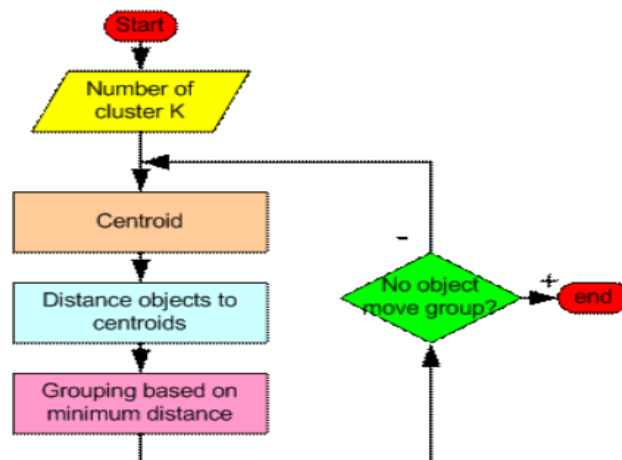 Start
Number of
cluster K
Centroid
Distance objects to
centroids
Grouping based on
minimum distance
-
No object
move group?
+
end